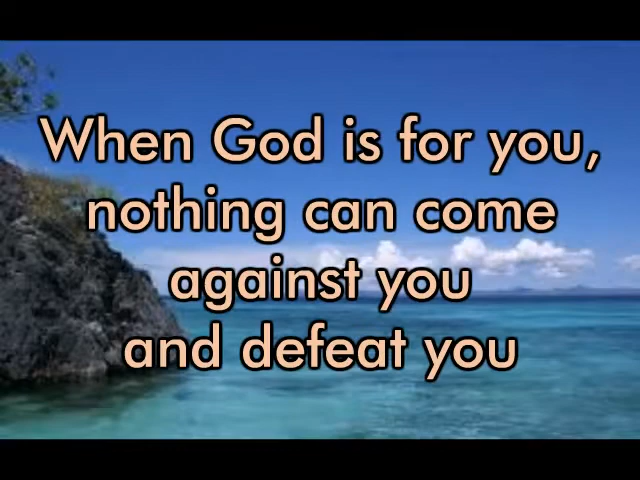 When God is for you,
nothing can come
against you
and defeat you